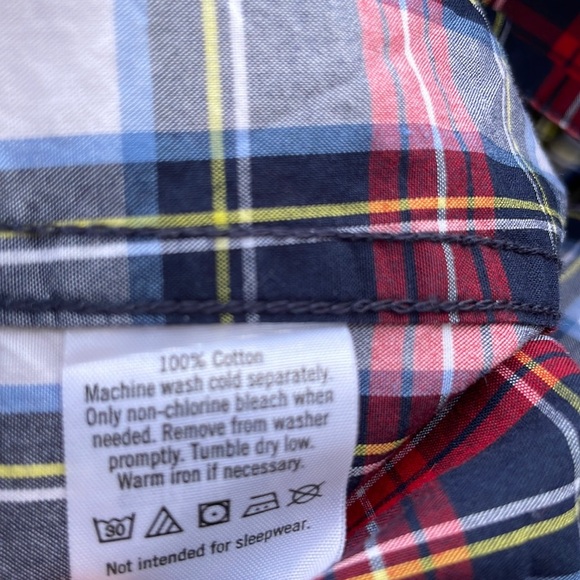 100% Cotton
Machine wash cold separately.
Only non-chlorine bleach when
needed. Remove from washer
promptly. Tumble dry low.
Warm iron if necessary.
30
Not intended for sleepwear.